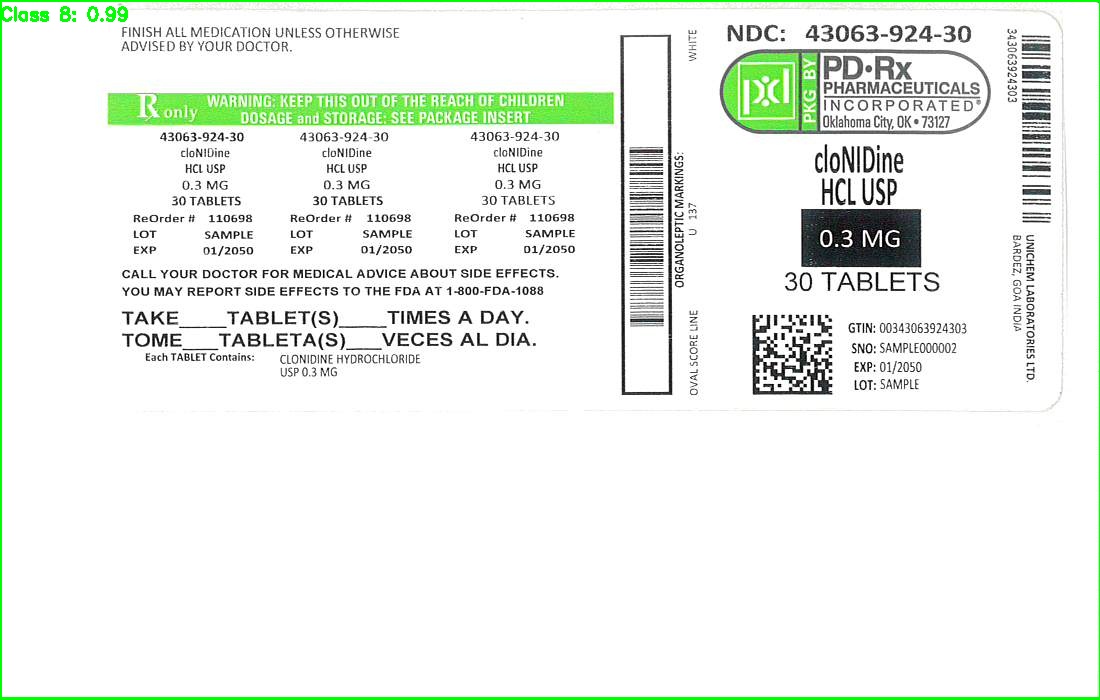 Class 8: 0.99
FINISH ALL MEDICATION UNLESS OTHERWISE
ADVISED BY YOUR DOCTOR.
Rx only WARNING: KEEP THIS OUT OF THE REACH OF CHILDREN
DOSAGE and STORAGE: SEE PACKAGE INSERT
43063-924-30 43063-924-30 43063-924-30
cloNIDine cloNIDine cloNIDine
HCL USP HCL USP HCL USP
0.3 MG 0.3 MG 0.3 MG
30 TABLETS 30 TABLETS 30 TABLETS
ReOrder # 110698 ReOrder # 110698 ReOrder # 110698
LOT SAMPLE LOT SAMPLE LOT SAMPLE
EXP 01/2050 EXP 01/2050 EXP 01/2050
CALL YOUR DOCTOR FOR MEDICAL ADVICE ABOUT SIDE EFFECTS.
YOU MAY REPORT SIDE EFFECTS TO THE FDA AT 1-800-FDA-1088
TAKE____TABLET(S)____TIMES A DAY.
TOME___TABLETA(S)___VECES AL DIA.
Each TABLET Contains: CLONIDINE HYDROCHLORIDE
USP 0.3 MG
ORGANOLEPTIC MARKINGS:
OVAL SCORE LINE U 137 WHITE
NDC: 43063-924-30
PKG BY
PD•Rx
PHARMACEUTICALS
INCORPORATED®
Oklahoma City, OK • 73127
cloNIDine
HCL USP
0.3 MG
30 TABLETS
GTIN: 00343063924303
SNO: SAMPLE000002
EXP: 01/2050
LOT: SAMPLE
343063924303
UNICHEM LABORATORIES LTD.
BARDEZ, GOA INDIA